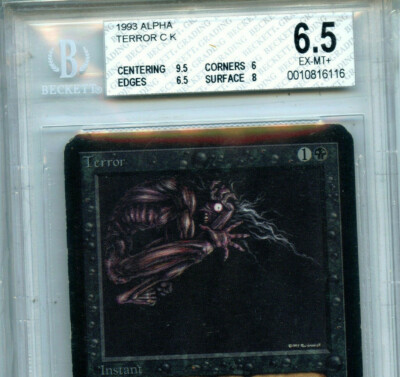 1993 ALPHA
TERROR C K
CENTERING 9.5 CORNERS 6
EDGES 6.5 SURFACE 8
6.5
EX-MT+
0010816116
B
BECKETT
Terror
1
Instant